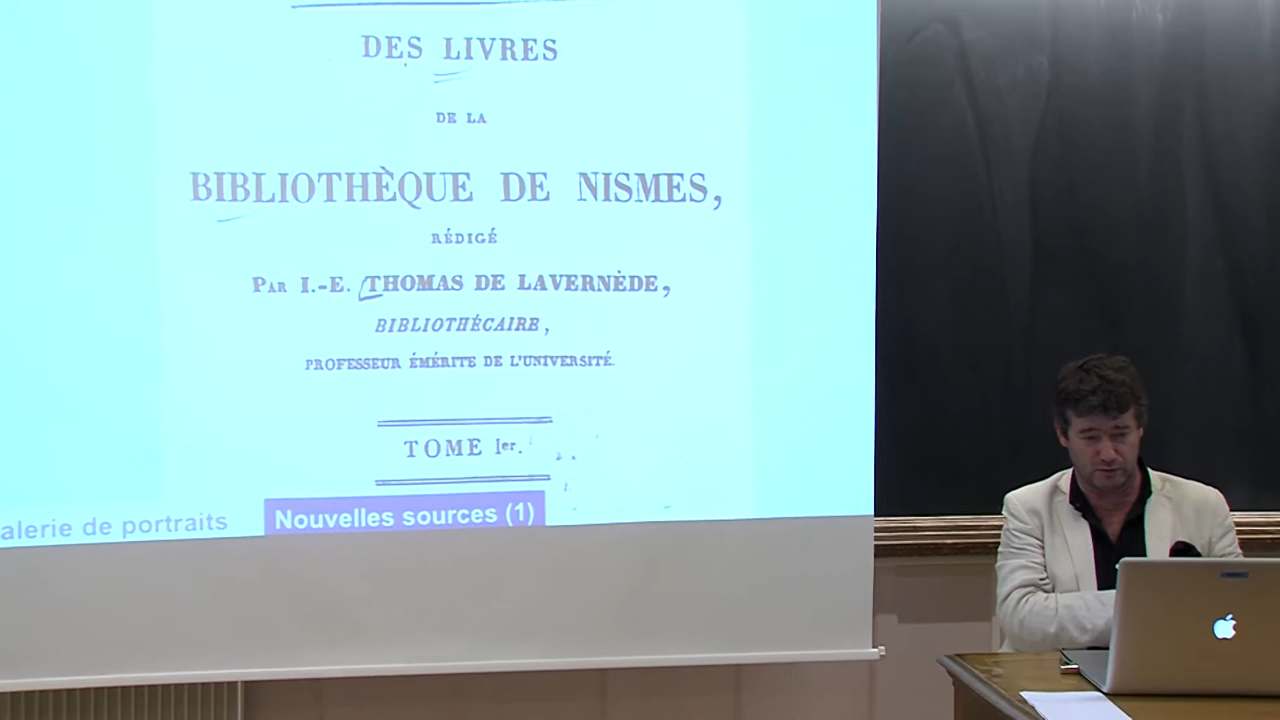 DES LIVRES
DE LA
BIBLIOTHÈQUE DE NISMES,
RÉDIGÉ
PAR I.-E. THOMAS DE LAVERNÈDE,
BIBLIOTHÉCAIRE,
PROFESSEUR ÉMÉRITE DE L'UNIVERSITÉ.
TOME Ier.
alerie de portraits
Nouvelles sources (1)